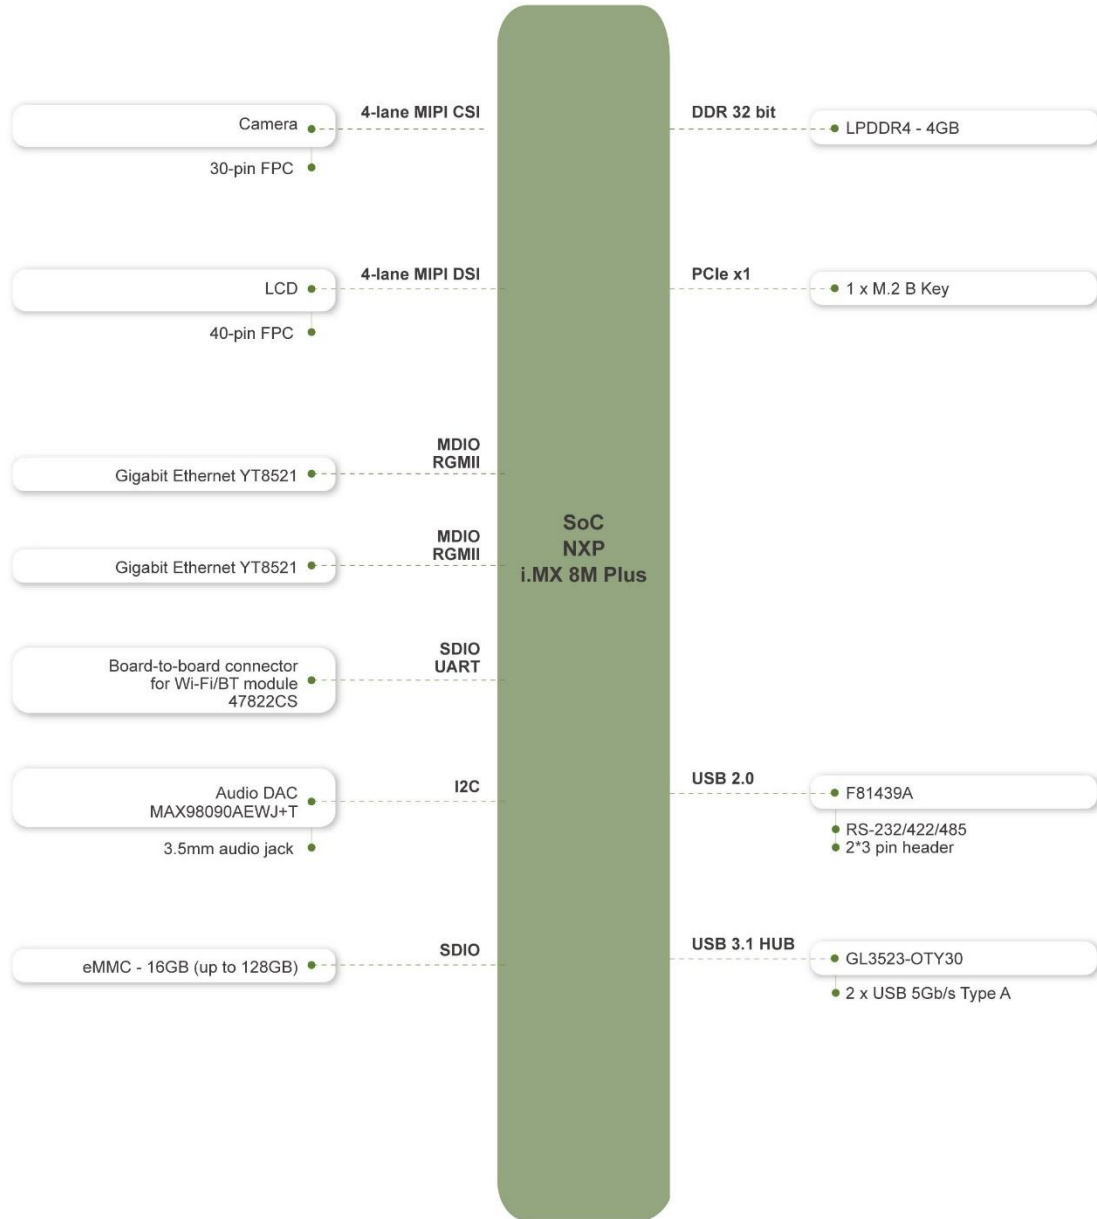 4-lane MIPI CSI
Camera
30-pin FPC
4-lane MIPI DSI
LCD
40-pin FPC
MDIO
RGMII
Gigabit Ethernet YT8521
MDIO
RGMII
Gigabit Ethernet YT8521
SDIO
UART
Board-to-board connector
for Wi-Fi/BT module
47822CS
I2C
Audio DAC
MAX98090AEWJ+T
3.5mm audio jack
SDIO
eMMC - 16GB (up to 128GB)
SoC
NXP
i.MX 8M Plus
DDR 32 bit
LPDDR4 - 4GB
PCIe x1
1 x M.2 B Key
USB 2.0
F81439A
RS-232/422/485
2*3 pin header
USB 3.1 HUB
GL3523-OTY30
2 x USB 5Gb/s Type A